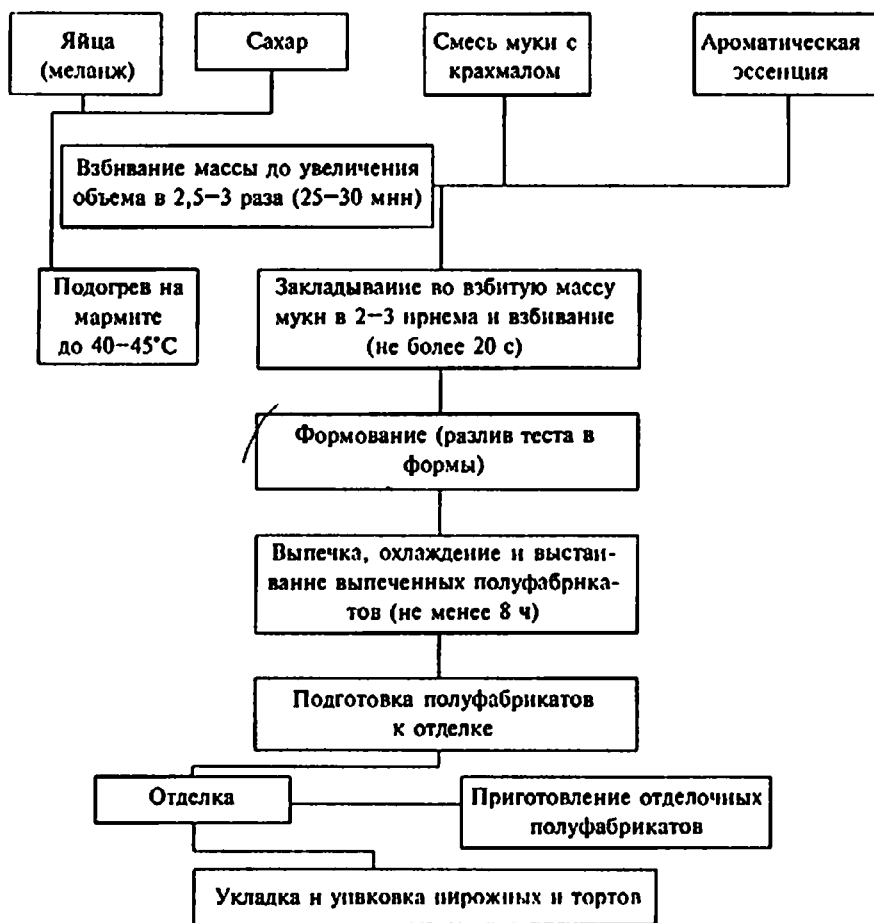 Яйца
(меланж)
Сахар
Смесь муки с
крахмалом
Ароматическая
эссенция
Взбивание массы до увеличения
объема в 2,5—3 раза (25—30 мин)
Подогрев на
мармите
до 40—45°С
Закладывание во взбитую массу
муки в 2—3 приема и взбивание
(не более 20 с)
Формование (разлив теста в
формы)
Выпечка, охлаждение и выстаи-
вание выпеченных полуфабрика-
тов (не менее 8 ч)
Подготовка полуфабрикатов
к отделке
Отделка
Приготовление отделочных
полуфабрикатов
Укладка и упаковка пирожных и тортов